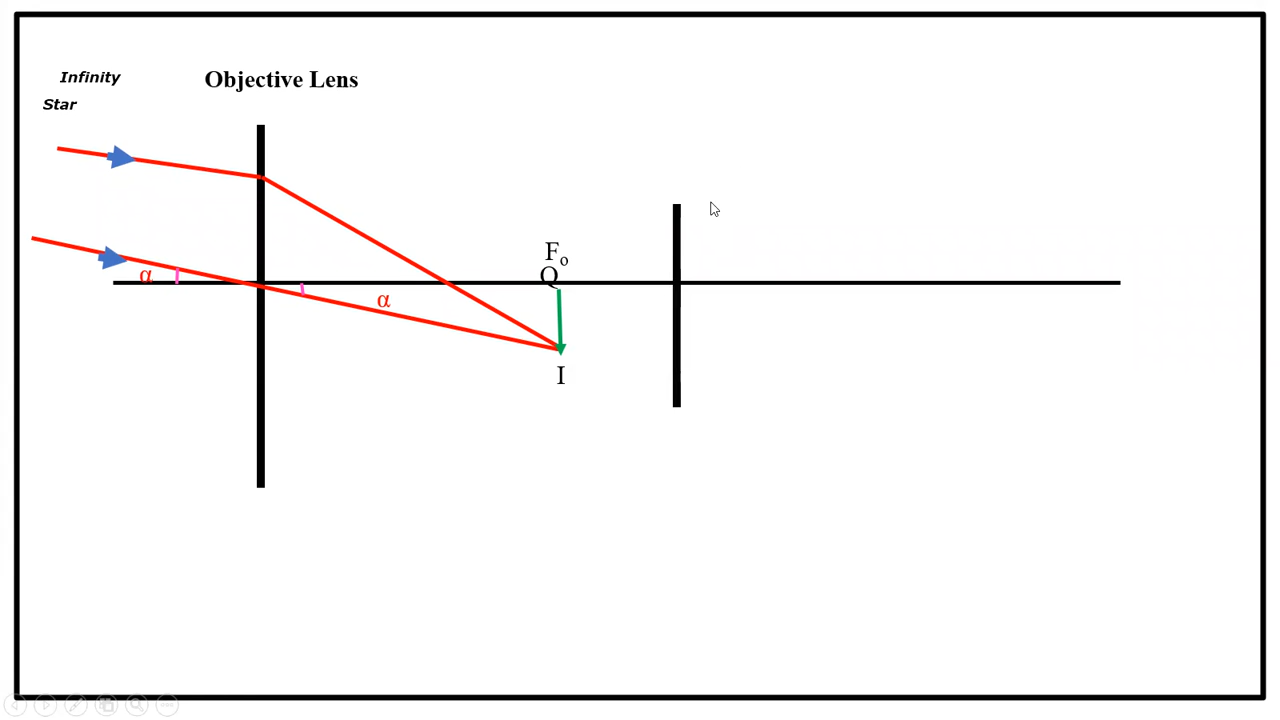 Infinity
Objective Lens
Star
Fo
Q
α
α
I